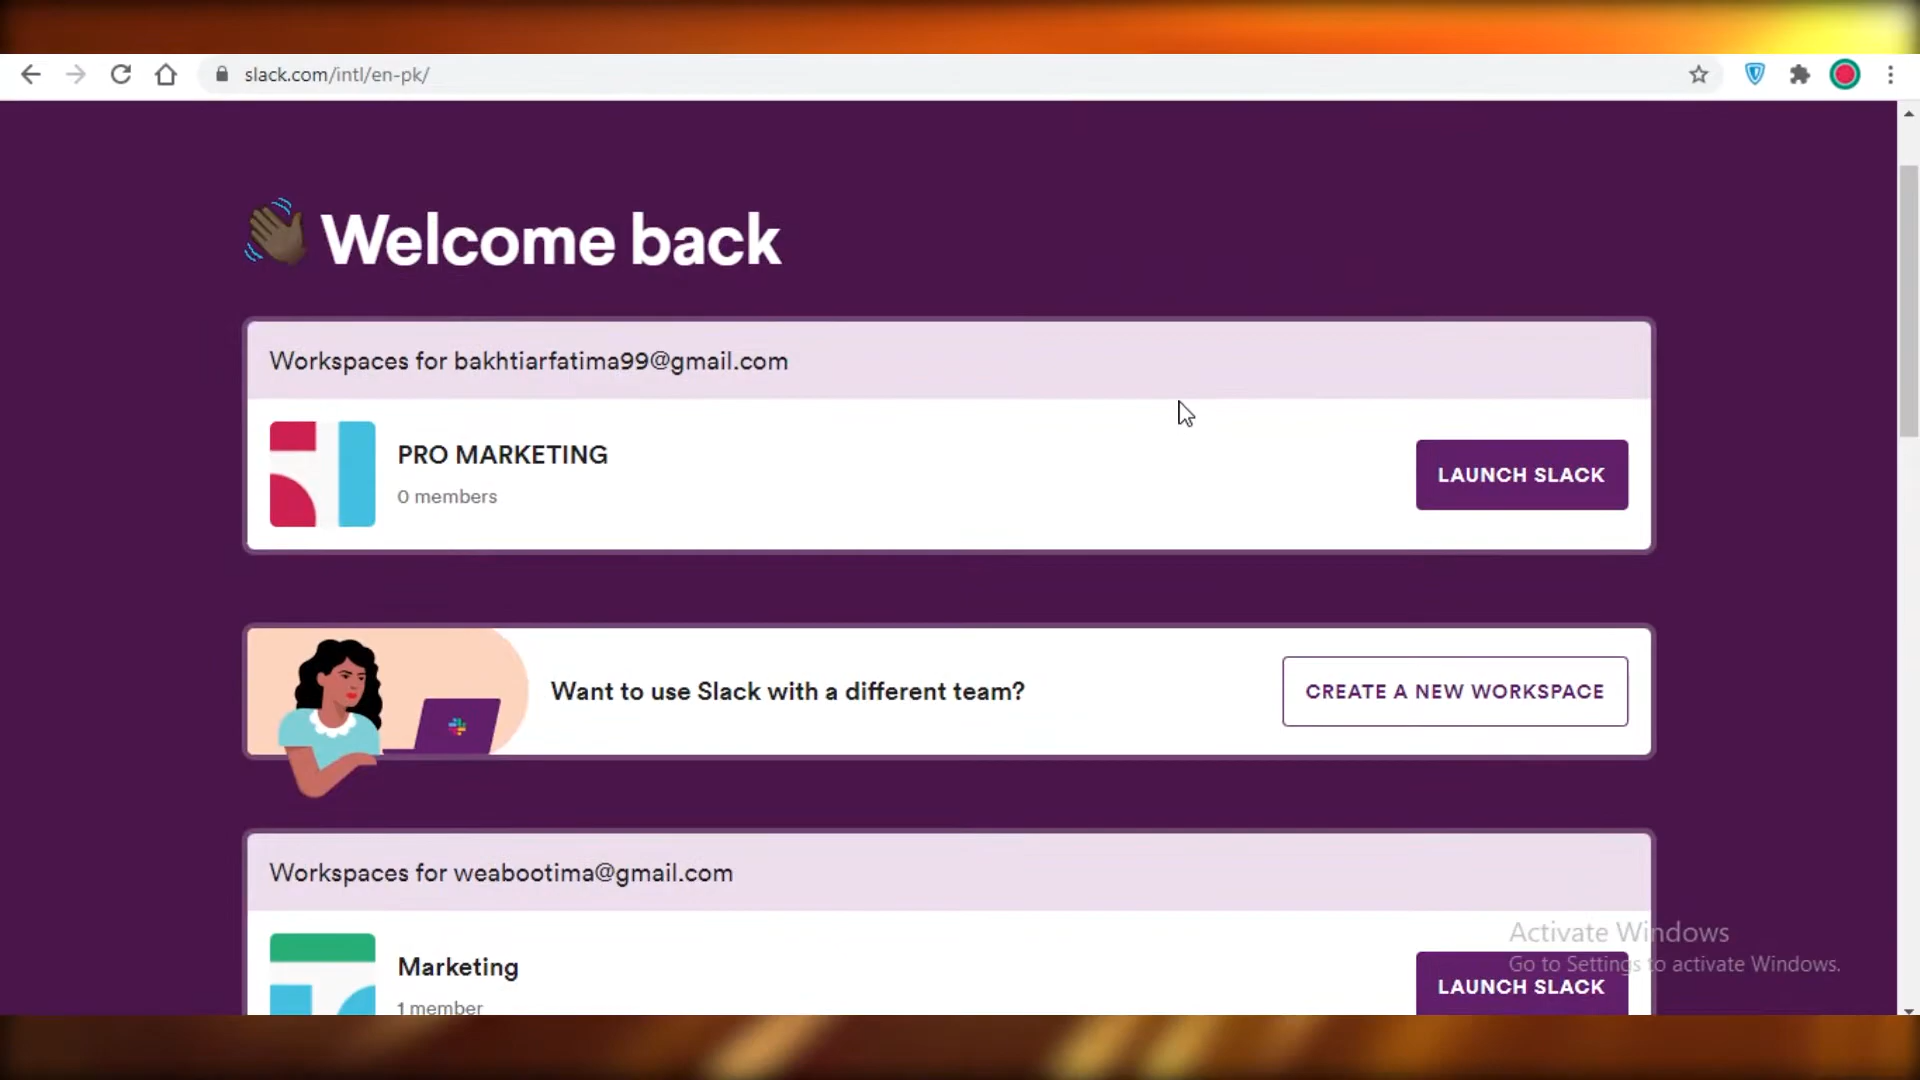 slack.com/intl/en-pk/
Welcome back
Workspaces for bakhtiarfatima99@gmail.com
PRO MARKETING
0 members
LAUNCH SLACK
Want to use Slack with a different team?
CREATE A NEW WORKSPACE
Workspaces for weabootima@gmail.com
Marketing
1 member
LAUNCH SLACK
Activate Windows
Go to Settings to activate Windows.